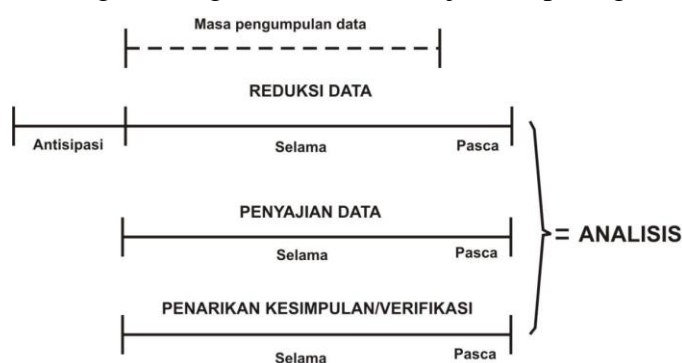 Masa pengumpulan data
REDUKSI DATA
Antisipasi Selama Pasca
PENYAJIAN DATA
Selama Pasca
= ANALISIS
PENARIKAN KESIMPULAN/VERIFIKASI
Selama Pasca